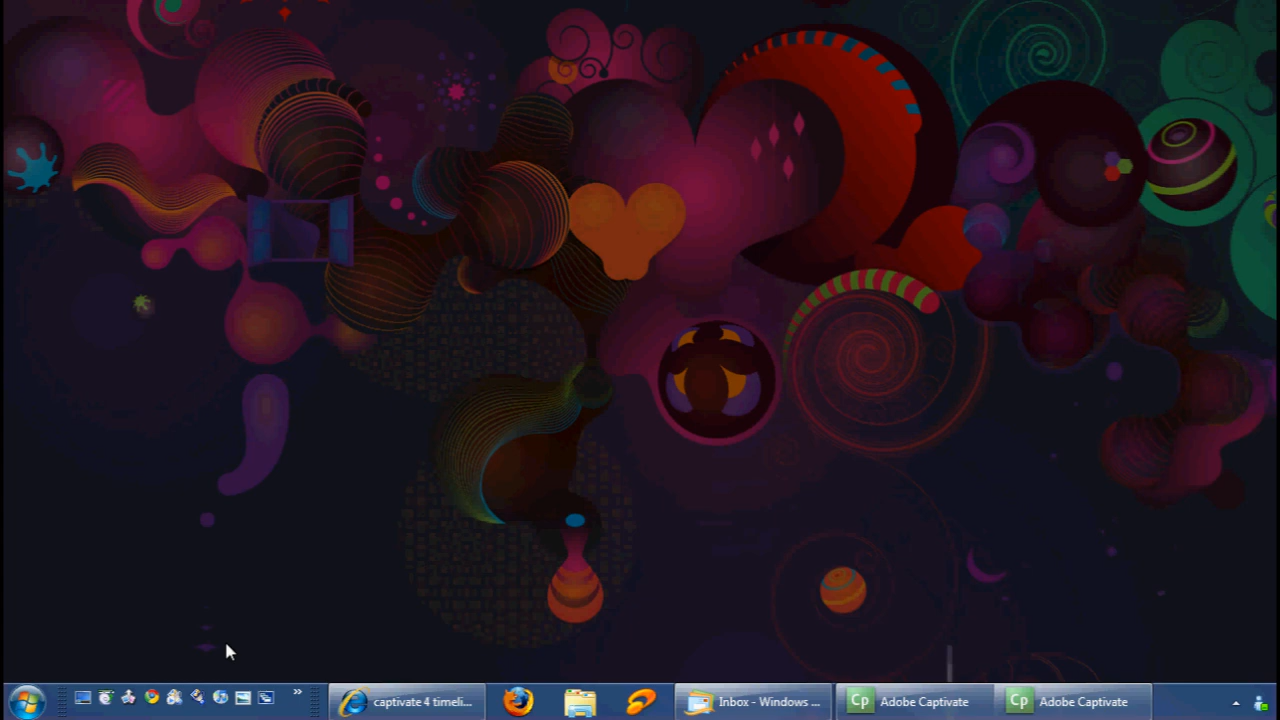 captivate 4 timeli...
Inbox - Windows ...
Cp
Adobe Captivate
Cp
Adobe Captivate